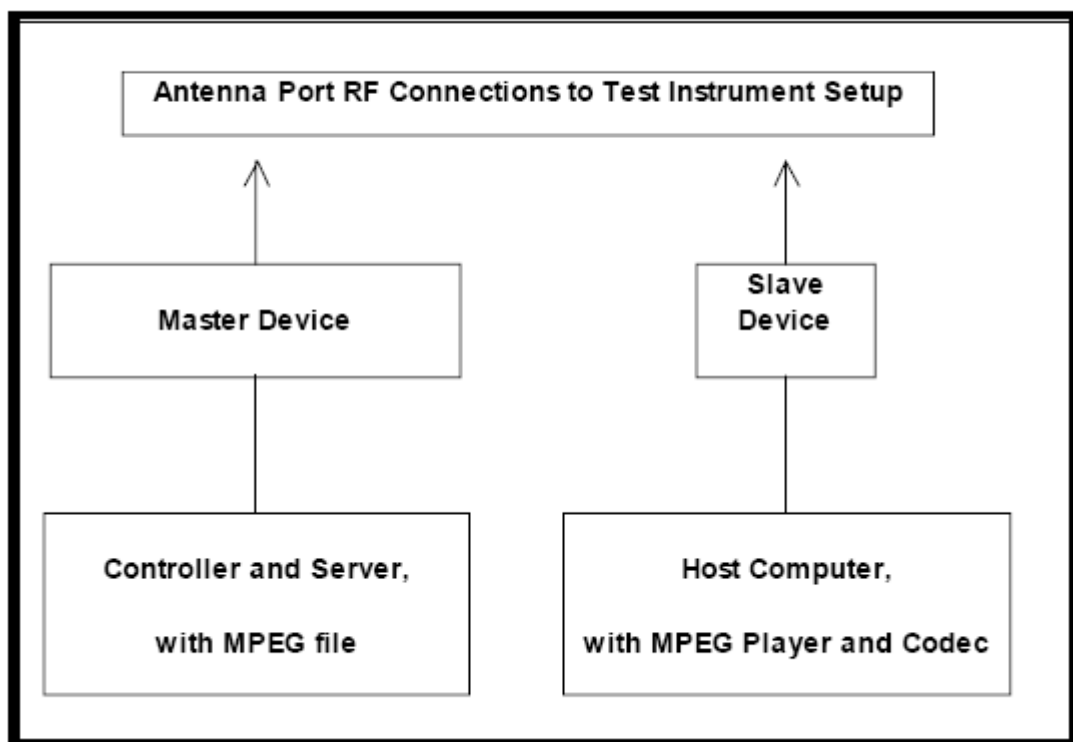 Antenna Port RF Connections to Test Instrument Setup
Master Device
Slave
Device
Controller and Server,
with MPEG file
Host Computer,
with MPEG Player and Codec